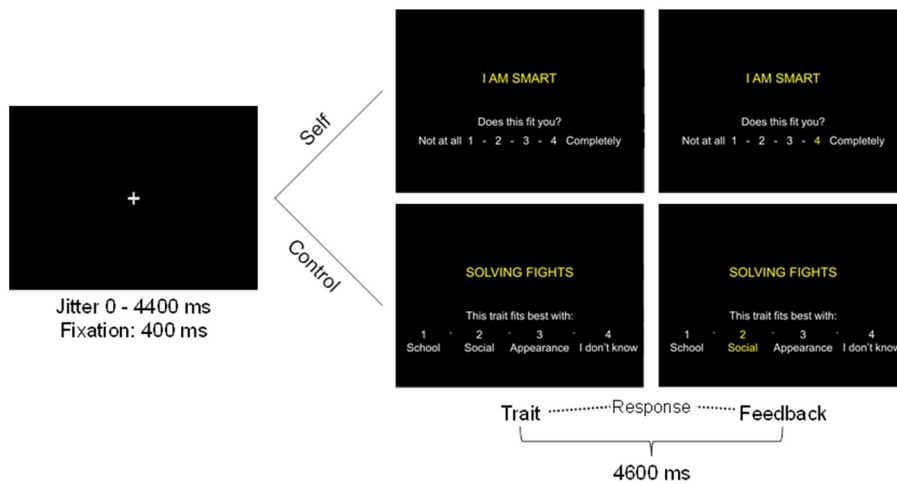 +
Jitter 0 - 4400 ms
Fixation: 400 ms
Self
Control
I AM SMART
Does this fit you?
Not at all 1 - 2 - 3 - 4 Completely
I AM SMART
Does this fit you?
Not at all 1 - 2 - 3 - 4 Completely
SOLVING FIGHTS
This trait fits best with:
1 - 2 - 3 - 4
School Social Appearance I don't know
SOLVING FIGHTS
This trait fits best with:
1 - 2 - 3 - 4
School Social Appearance I don't know
Trait Response Feedback
4600 ms